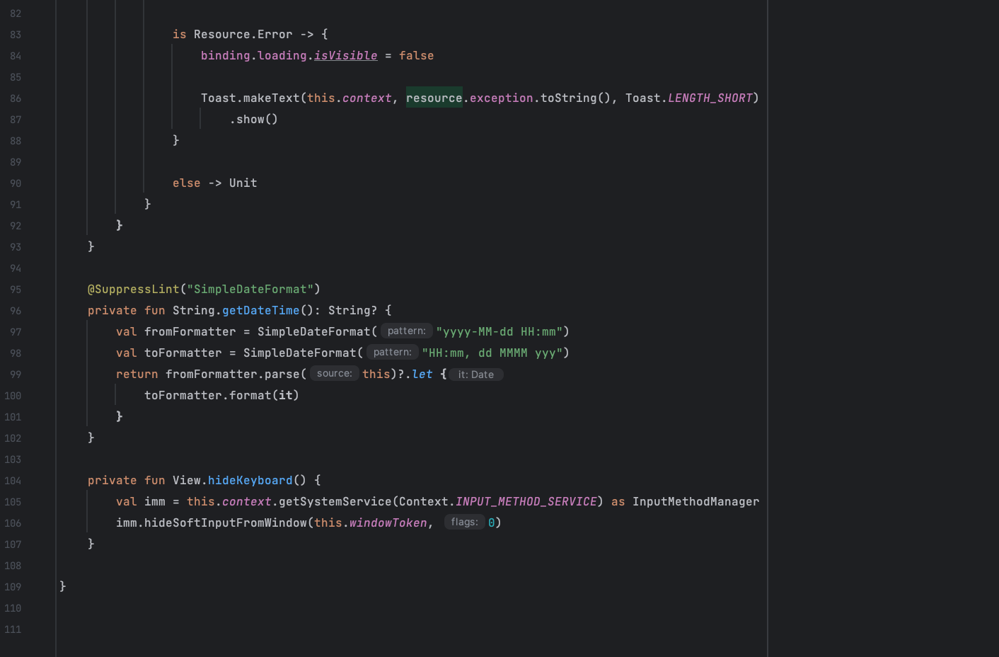 82
83 is Resource.Error -> {
84 binding.loading.isVisible = false
85
86 Toast.makeText(this.context, resource.exception.toString(), Toast.LENGTH_SHORT)
87 .show()
88 }
89
90 else -> Unit
91 }
92 }
93 }
94
95 @SuppressLint("SimpleDateFormat")
96 private fun String.getDateTime(): String? {
97 val fromFormatter = SimpleDateFormat( pattern: "yyyy-MM-dd HH:mm")
98 val toFormatter = SimpleDateFormat( pattern: "HH:mm, dd MMMM yyy")
99 return fromFormatter.parse( source: this)?.let { it: Date
100 toFormatter.format(it)
101 }
102 }
103
104 private fun View.hideKeyboard() {
105 val imm = this.context.getSystemService(Context.INPUT_METHOD_SERVICE) as InputMethodManager
106 imm.hideSoftInputFromWindow(this.windowToken, flags: 0)
107 }
108
109 }
110
111